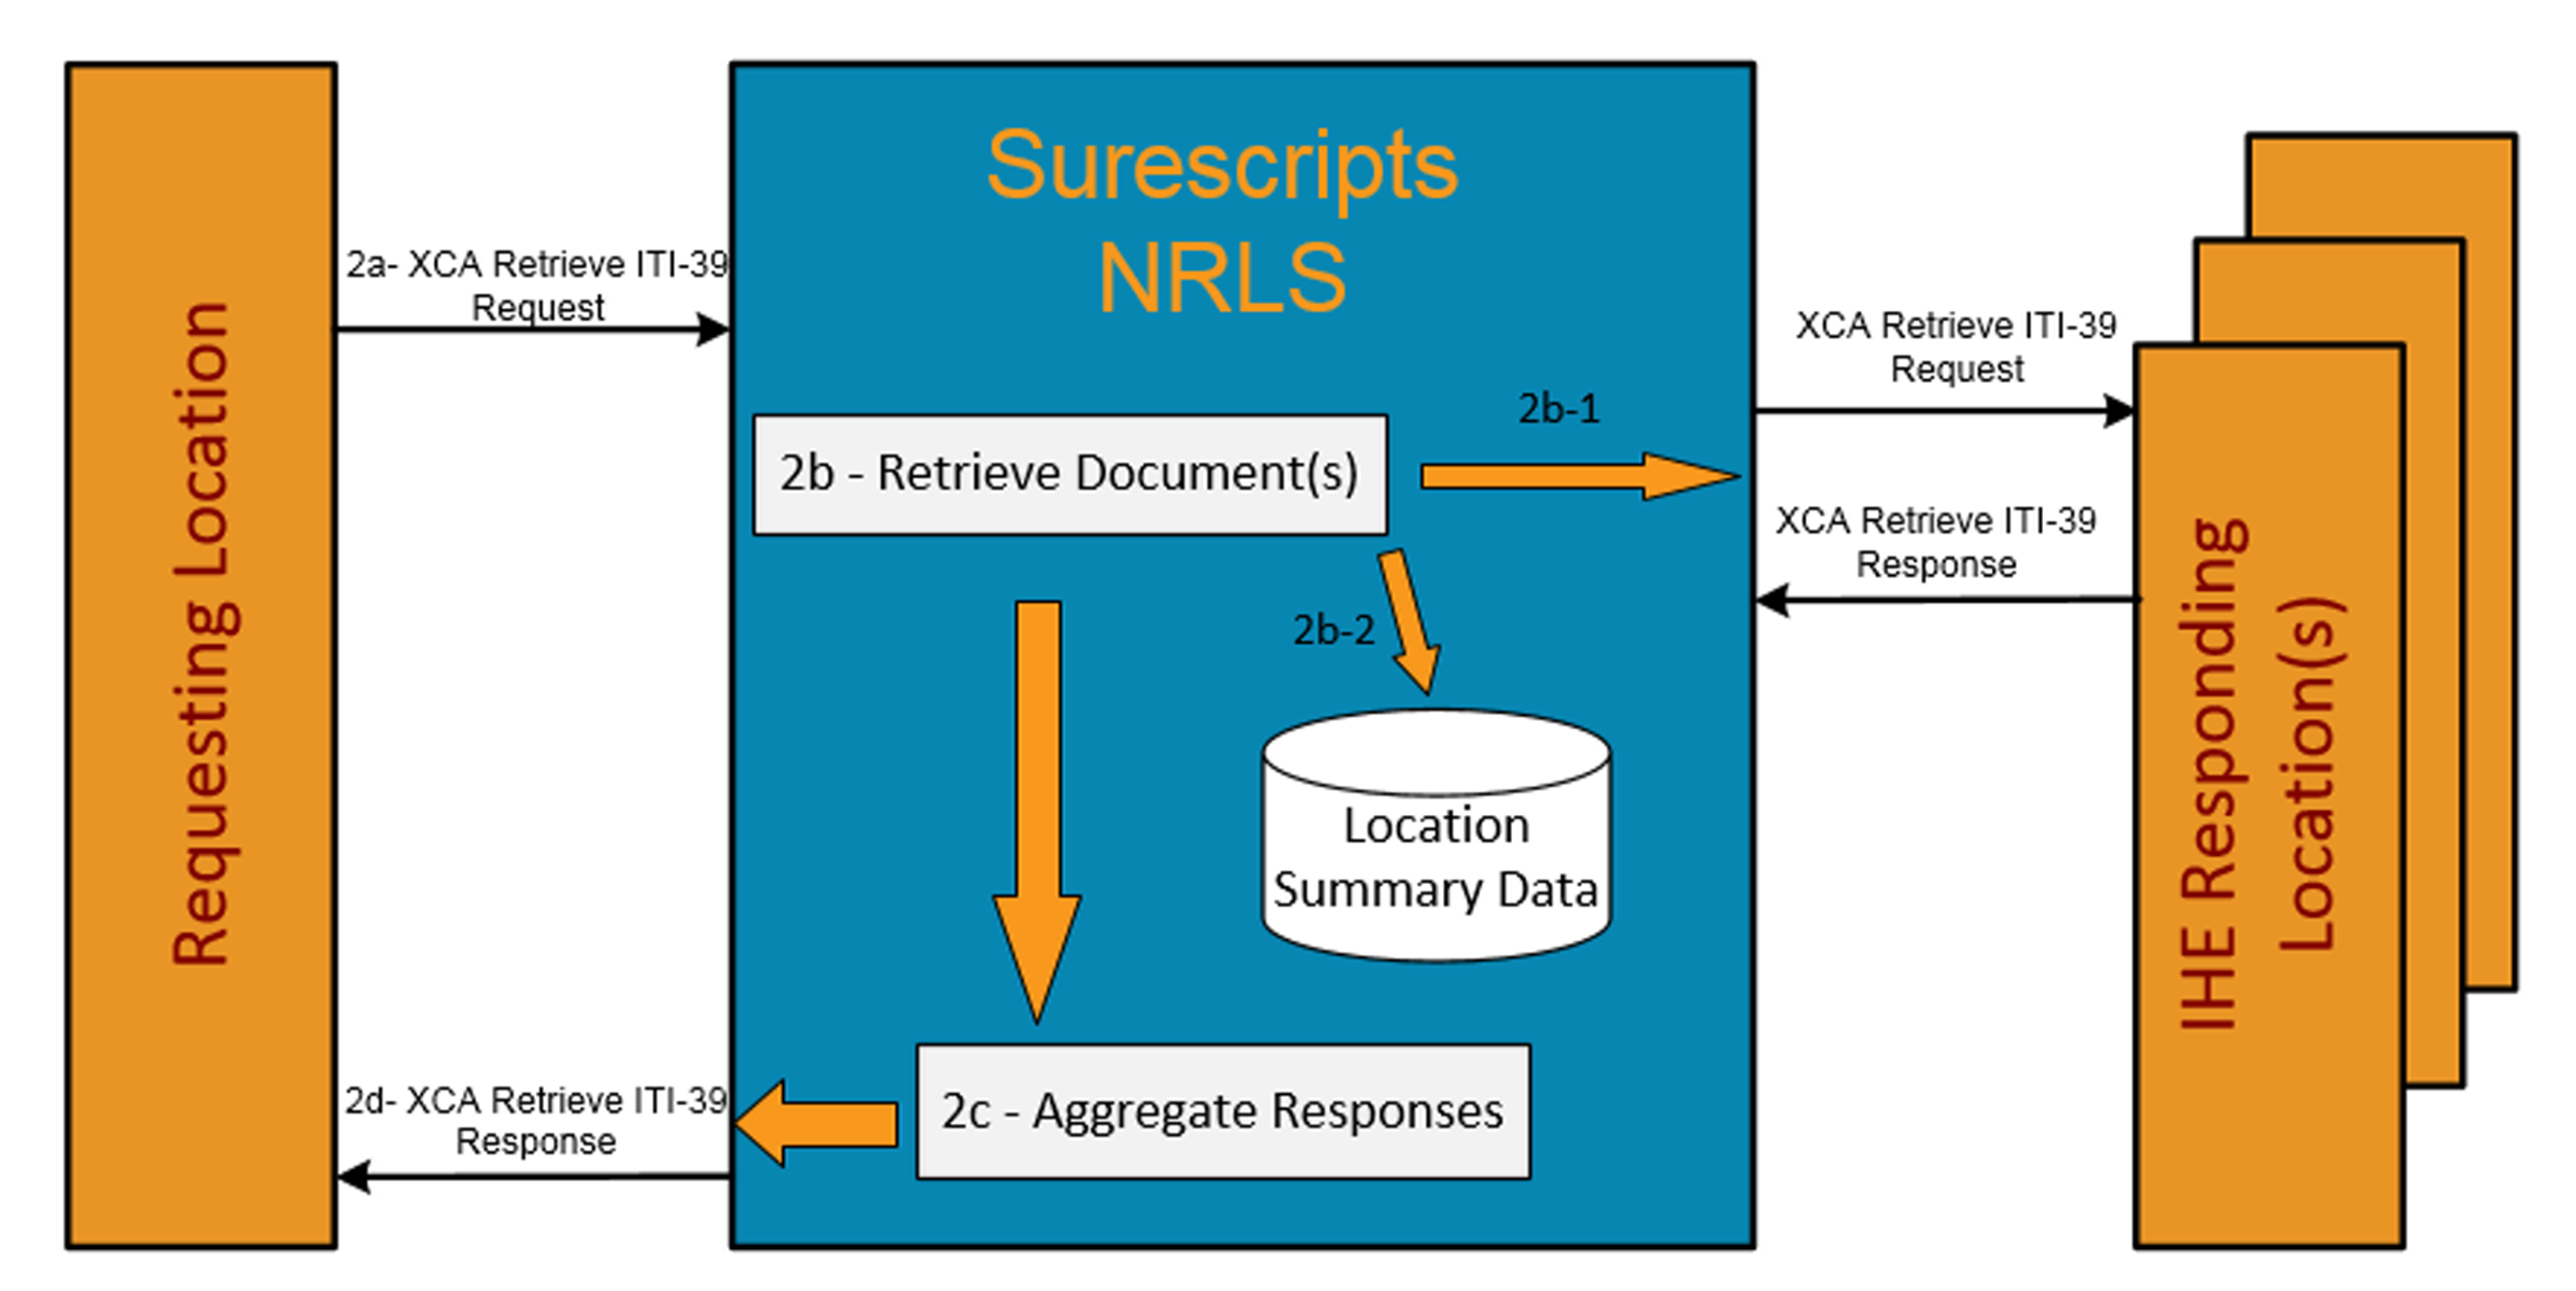 Requesting Location
2a- XCA Retrieve ITI-39
Request
Surescripts
NRLS
2b - Retrieve Document(s)
2b-1
2b-2
Location
Summary Data
2c - Aggregate Responses
2d- XCA Retrieve ITI-39
Response
XCA Retrieve ITI-39
Request
XCA Retrieve ITI-39
Response
IHE Responding
Location(s)